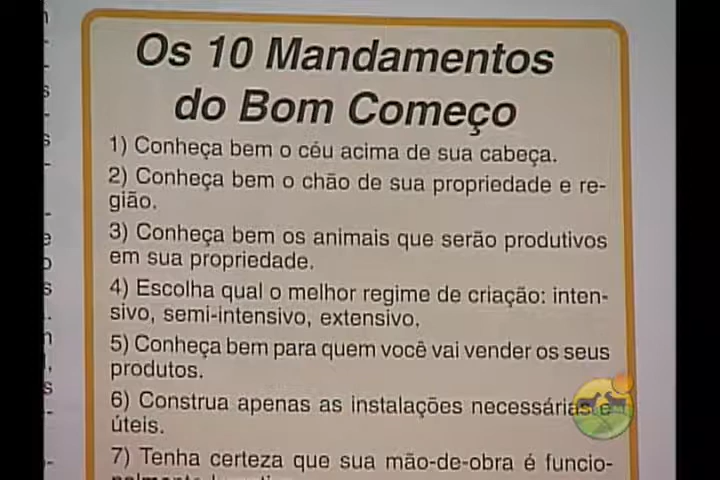 Os 10 Mandamentos
do Bom Começo
1) Conheça bem o céu acima de sua cabeça.
2) Conheça bem o chão de sua propriedade e re-
gião.
3) Conheça bem os animais que serão produtivos
em sua propriedade.
4) Escolha qual o melhor regime de criação: inten-
sivo, semi-intensivo, extensivo.
5) Conheça bem para quem você vai vender os seus
produtos.
6) Construa apenas as instalações necessárias e
úteis.
7) Tenha certeza que sua mão-de-obra é funcio-